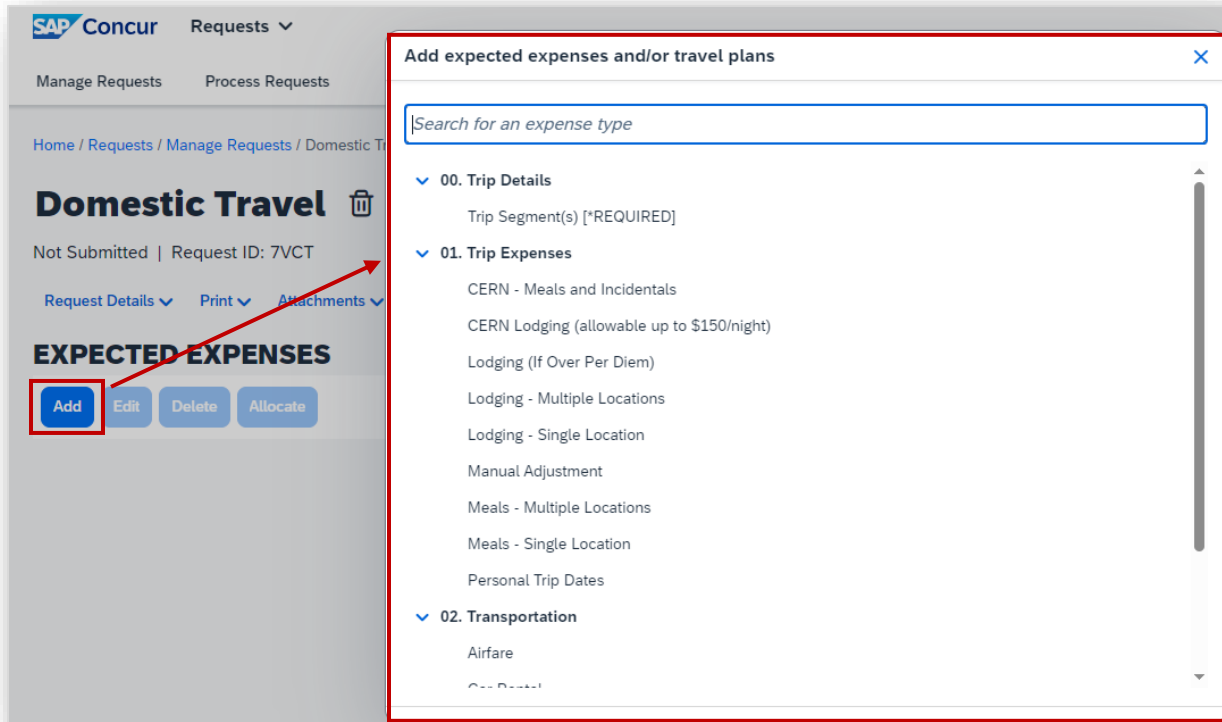 SAP Concur Requests
Manage Requests Process Requests
Home / Requests / Manage Requests / Domestic
Domestic Travel
Not Submitted | Request ID: 7VCT
Request Details Print Attachments
EXPECTED EXPENSES
Add Edit Delete Allocate
Add expected expenses and/or travel plans
Search for an expense type
00. Trip Details
Trip Segment(s) [*REQUIRED]
01. Trip Expenses
CERN - Meals and Incidentals
CERN Lodging (allowable up to $150/night)
Lodging (If Over Per Diem)
Lodging - Multiple Locations
Lodging - Single Location
Manual Adjustment
Meals - Multiple Locations
Meals - Single Location
Personal Trip Dates
02. Transportation
Airfare
Car Rental